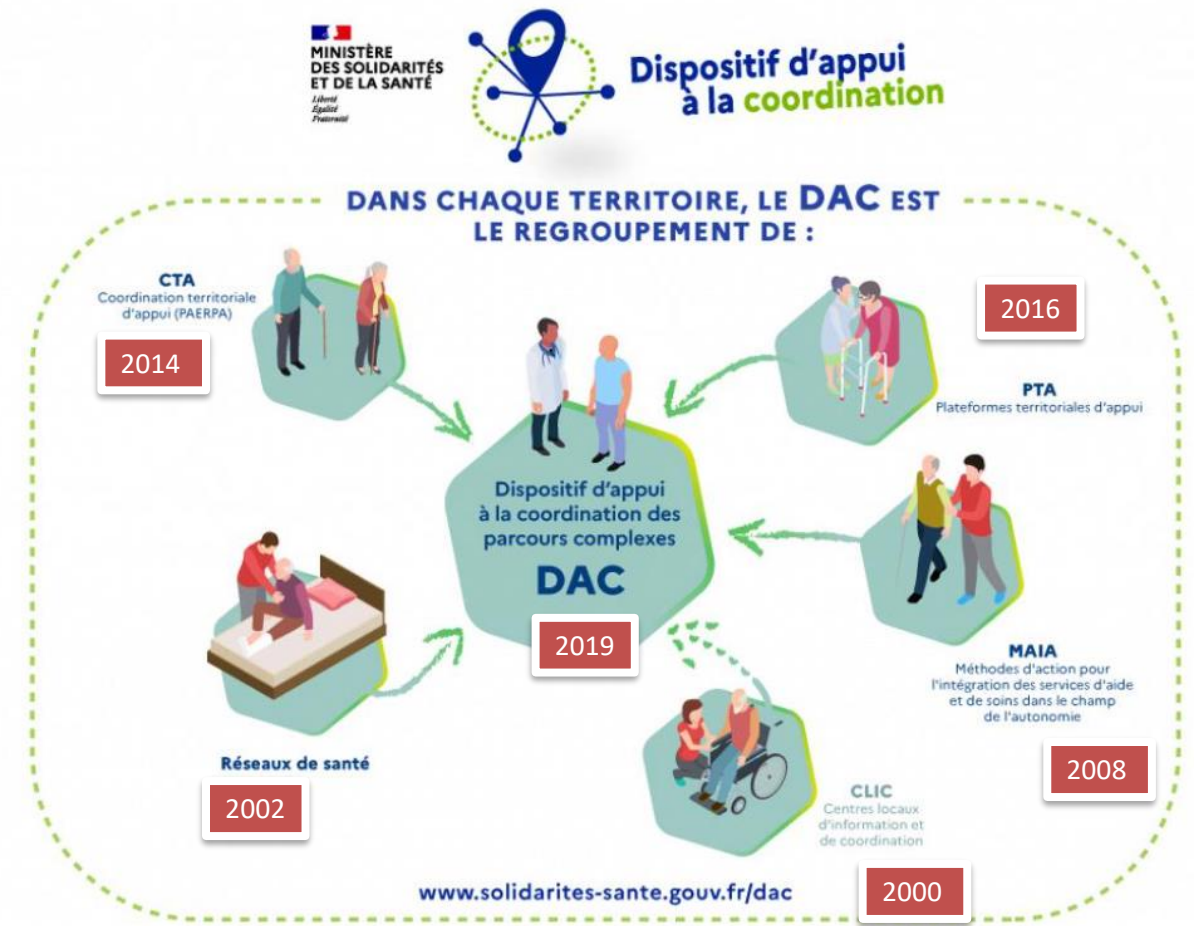 MINISTÈRE
DES SOLIDARITÉS
ET DE LA SANTÉ
Liberté
Égalité
Fraternité
Dispositif d'appui
à la coordination
DANS CHAQUE TERRITOIRE, LE DAC EST
LE REGROUPEMENT DE :
CTA
Coordination territoriale
d'appui (PAERPA)
2014
2016
PTA
Plateformes territoriales d'appui
Dispositif d'appui
à la coordination des
parcours complexes
DAC
2019
MAIA
Méthodes d'action pour
l'intégration des services d'aide
et de soins dans le champ
de l'autonomie
2008
Réseaux de santé
2002
CLIC
Centres locaux
d'information et
de coordination
2000
www.solidarites-sante.gouv.fr/dac